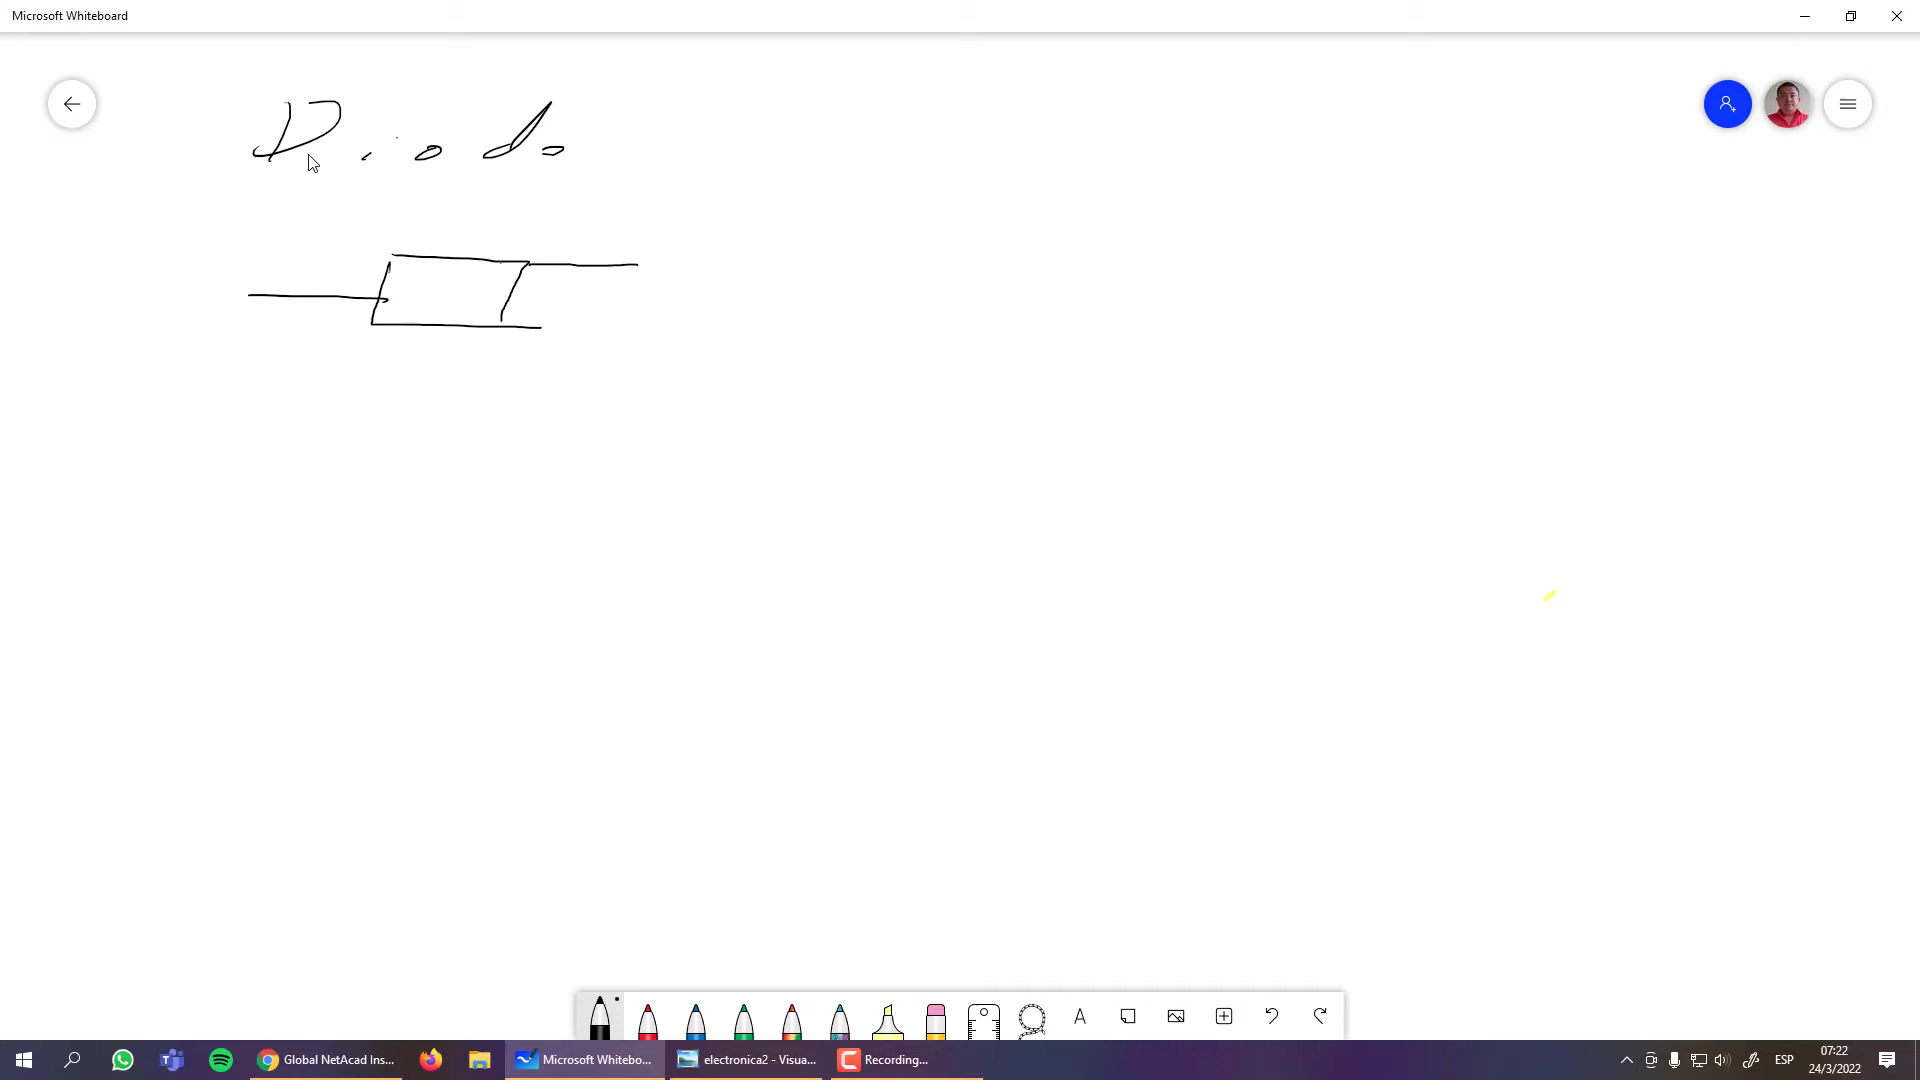 Microsoft Whiteboard
Diodo
A
Global NetAcad Ins...
Microsoft Whitebo...
electronica2 - Visua...
Recording...
ESP
07:22
24/3/2022